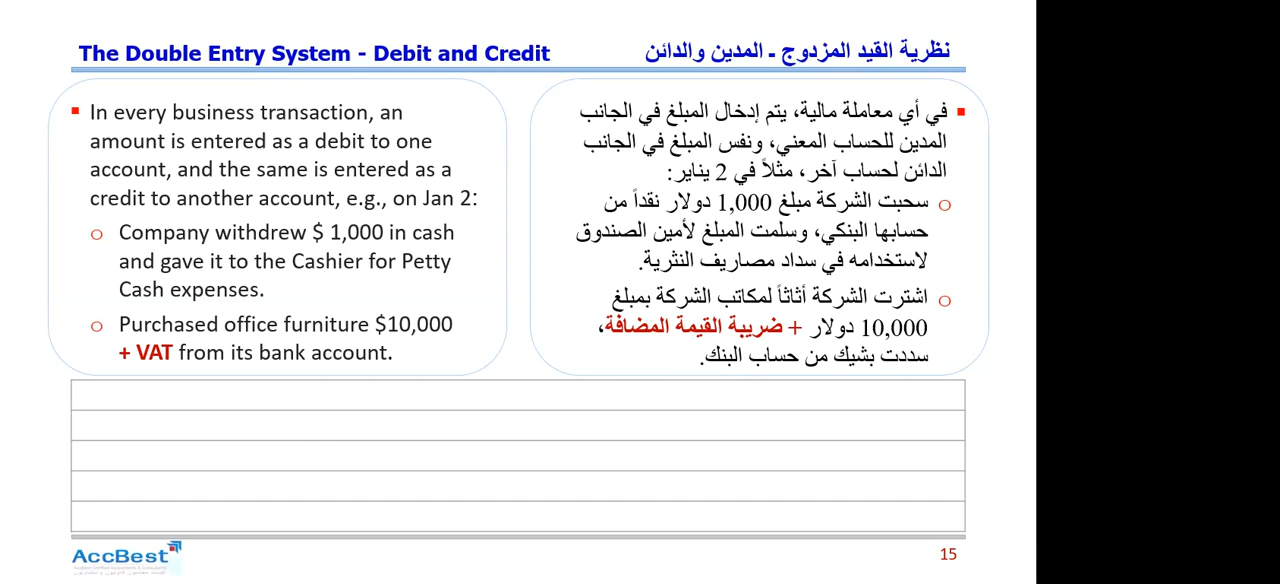 The Double Entry System - Debit and Credit
نظرية القيد المزدوج - المدين والدائن
In every business transaction, an
amount is entered as a debit to one
account, and the same is entered as a
credit to another account, e.g., on Jan 2:
Company withdrew $ 1,000 in cash
and gave it to the Cashier for Petty
Cash expenses.
Purchased office furniture $10,000
+ VAT from its bank account.
في أي معاملة مالية، يتم إدخال المبلغ في الجانب
المدين للحساب المعني، ونفس المبلغ في الجانب
الدائن لحساب آخر، مثلاً في 2 يناير:
سحبت الشركة مبلغ 1,000 دولار نقداً من
حسابها البنكي، وسلمت المبلغ لأمين الصندوق
لاستخدامه في سداد مصاريف النثرية.
اشترت الشركة أثاثاً لمكاتب الشركة بمبلغ
10,000 دولار + ضريبة القيمة المضافة،
سددت بشيك من حساب البنك.
AccBest
15